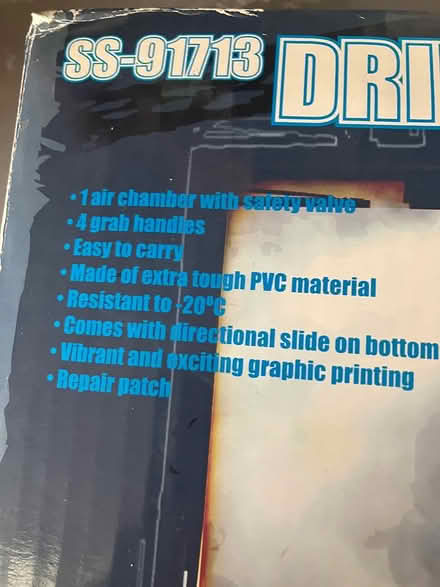 SS-91713
DRI
• 1 air chamber with safety valve
• 4 grab handles
• Easy to carry
• Made of extra tough PVC material
• Resistant to -20°C
• Comes with directional slide on bottom
• Vibrant and exciting graphic printing
• Repair patch